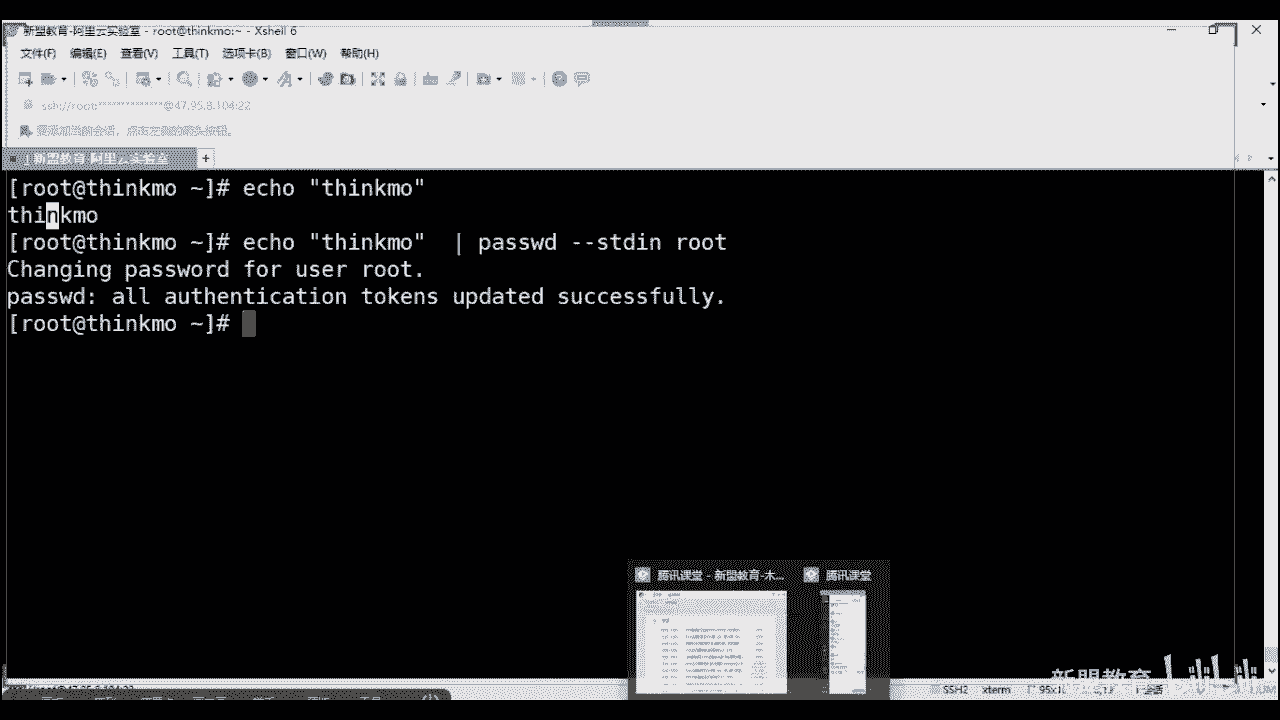 新盟教育-阿里云实验室 - root@thinkmo:~ - Xshell 6
文件(F) 编辑(E) 查看(V) 工具(T) 选项卡(B) 窗口(W) 帮助(H)
ssh://root:*************@47.95.8.104:22
要添加当前会话，点击左侧的箭头按钮。
1 新盟教育-阿里云实验室 +
[root@thinkmo ~]# echo "thinkmo"
thinkmo
[root@thinkmo ~]# echo "thinkmo"  | passwd --stdin root
Changing password for user root.
passwd: all authentication tokens updated successfully.
[root@thinkmo ~]#
腾讯课堂 - 新盟教育-木... 腾讯课堂
新盟教育
SSH2 xterm